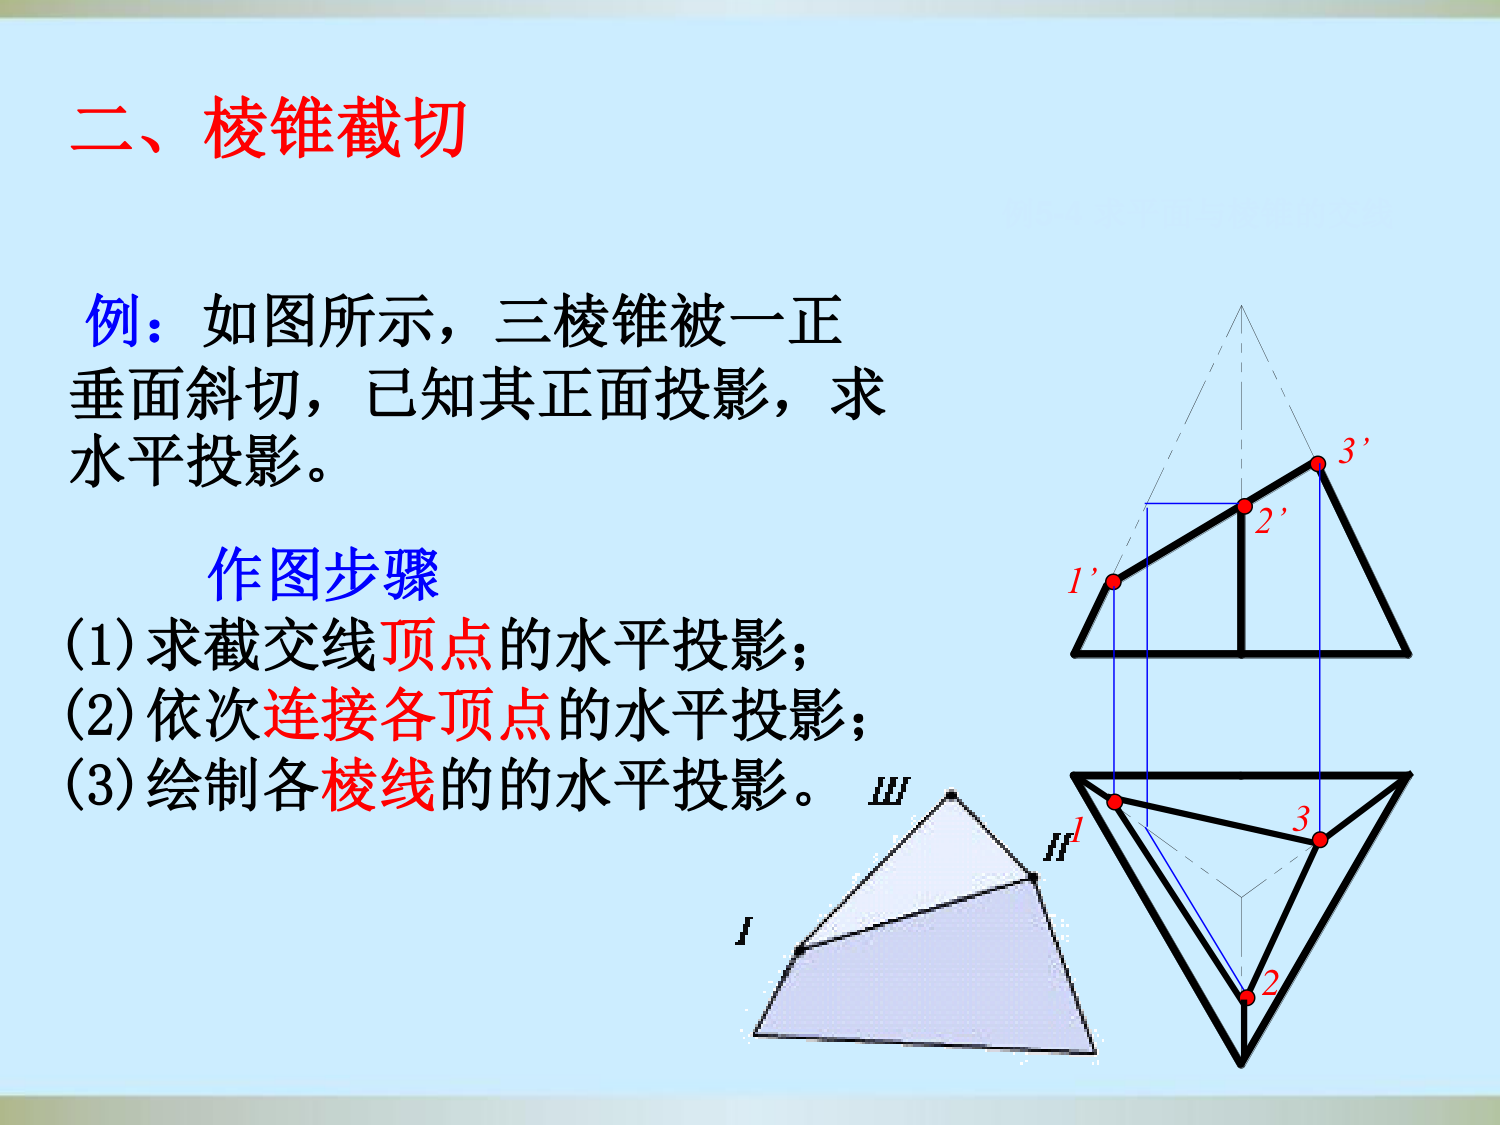 二、棱锥截切
例：如图所示，三棱锥被一正
垂面斜切，已知其正面投影，求
水平投影。
作图步骤
(1)求截交线顶点的水平投影；
(2)依次连接各顶点的水平投影；
(3)绘制各棱线的的水平投影。
3’
2’
1’
III
II
I
1
3
2